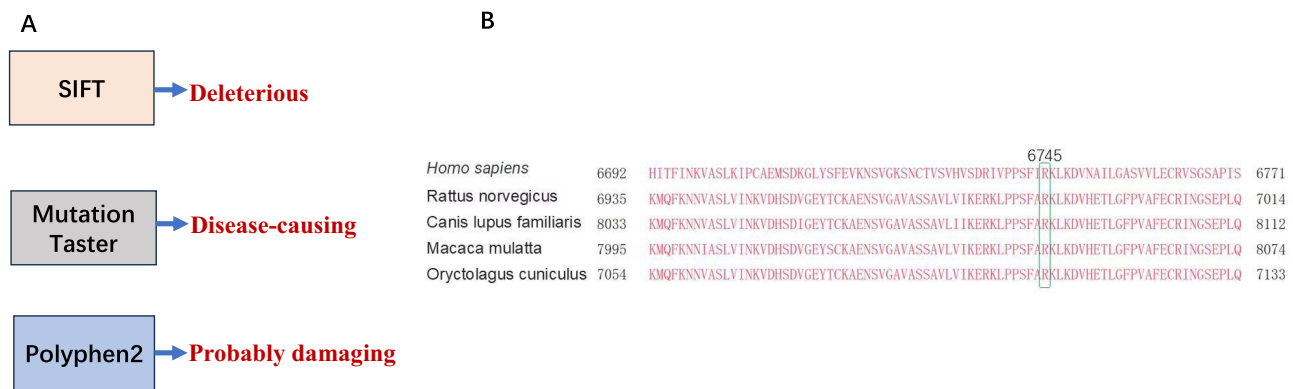 A
B
SIFT
Deleterious
Mutation
Taster
Disease-causing
Polyphen2
Probably damaging
6745
Homo sapiens 6692 HITFINKVASLKIPCAEMSDKGLYSFEVKNSVGKSNCTVSVHVSDRIVPPSFIRKLKDVNAILGASVVLECRVSGSAPIS 6771
Rattus norvegicus 6935 KMQFKNNVASLVINKVDHSDVGEYTCKAENSVGAVASSAVLVIKERKLPPSFARKLKDVHETLGFPVAFECRINGSEPLQ 7014
Canis lupus familiaris 8033 KMQFKNNVASLVINKVDHSDIGEYTCKAENSVGAVASSAVLIIKERKLPPSFARKLKDVHETLGFPVAFECRINGSEPLQ 8112
Macaca mulatta 7995 KMQFKNNIASLVINKVDHSDVGEYSCKAENSVGAVASSAVLVIKERKLPPSFARKLKDVHETLGFPVAFECRINGSEPLQ 8074
Oryctolagus cuniculus 7054 KMQFKNNVASLVINKVDHSDVGEYTCKAENSVGAVASSAVLVIKERKLPPSFARKLKDVHETLGFPVAFECRINGSEPLQ 7133